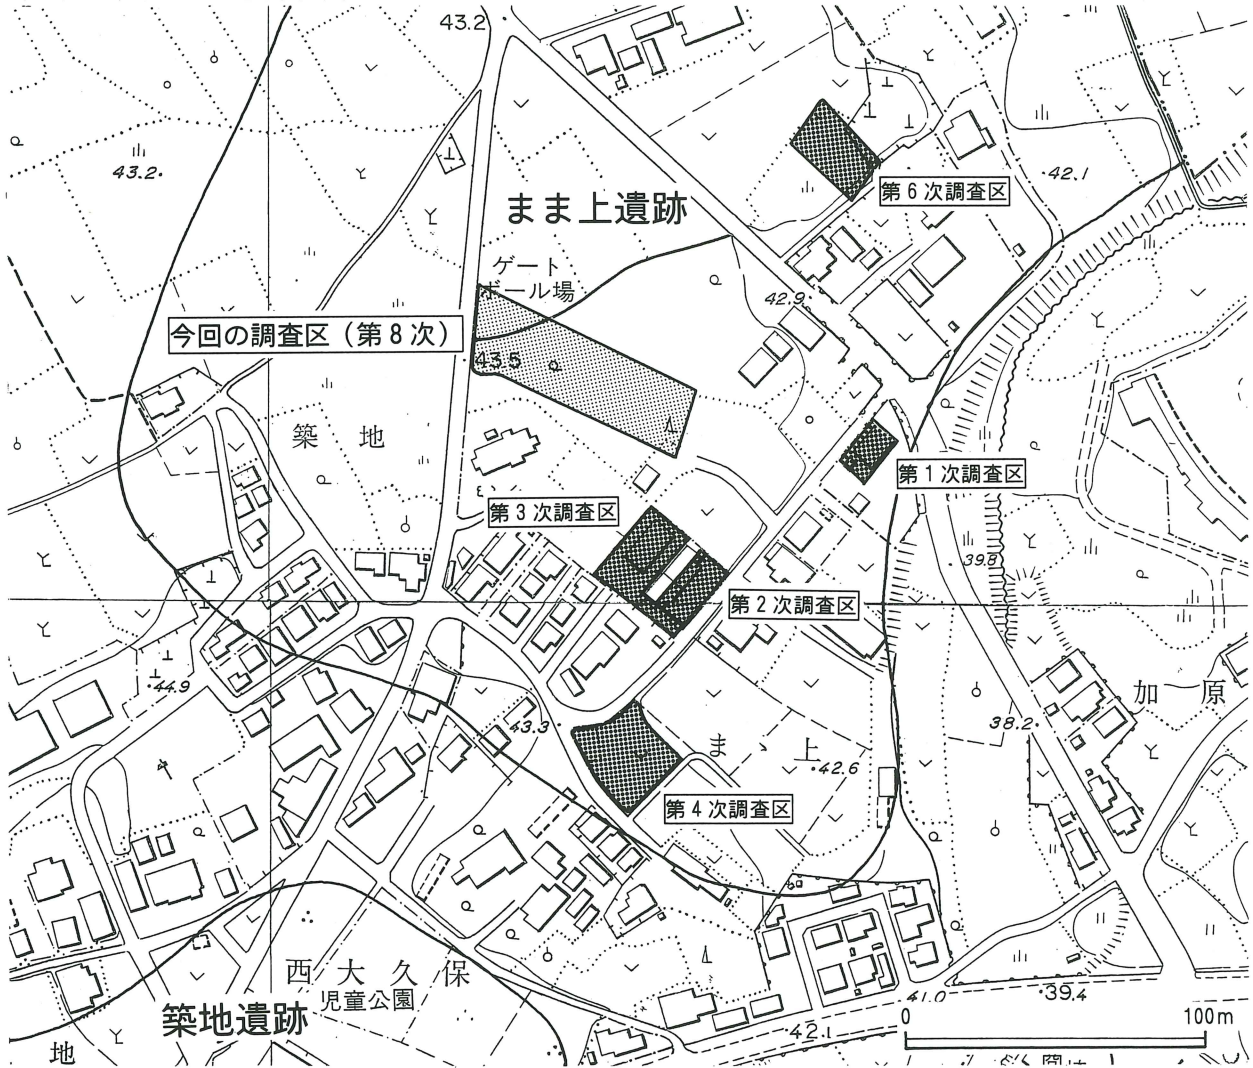 43.2
43.2
第6次調査区
42.1
まま上遺跡
ゲート
ボール場
42.9
今回の調査区（第8次）
43.5
築地
第1次調査区
第3次調査区
39.8
第2次調査区
44.9
加原
38.2
43.3
まゝ上
42.6
第4次調査区
西大久保
児童公園
築地遺跡
地
41.0
39.4
42.1
0 100m